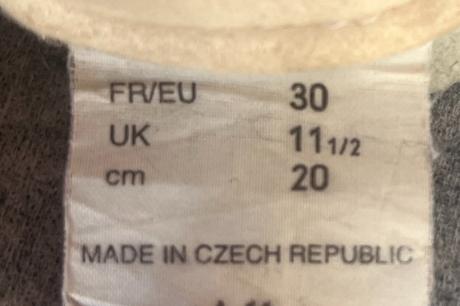 FR/EU 30
UK 11 1/2
cm 20
MADE IN CZECH REPUBLIC